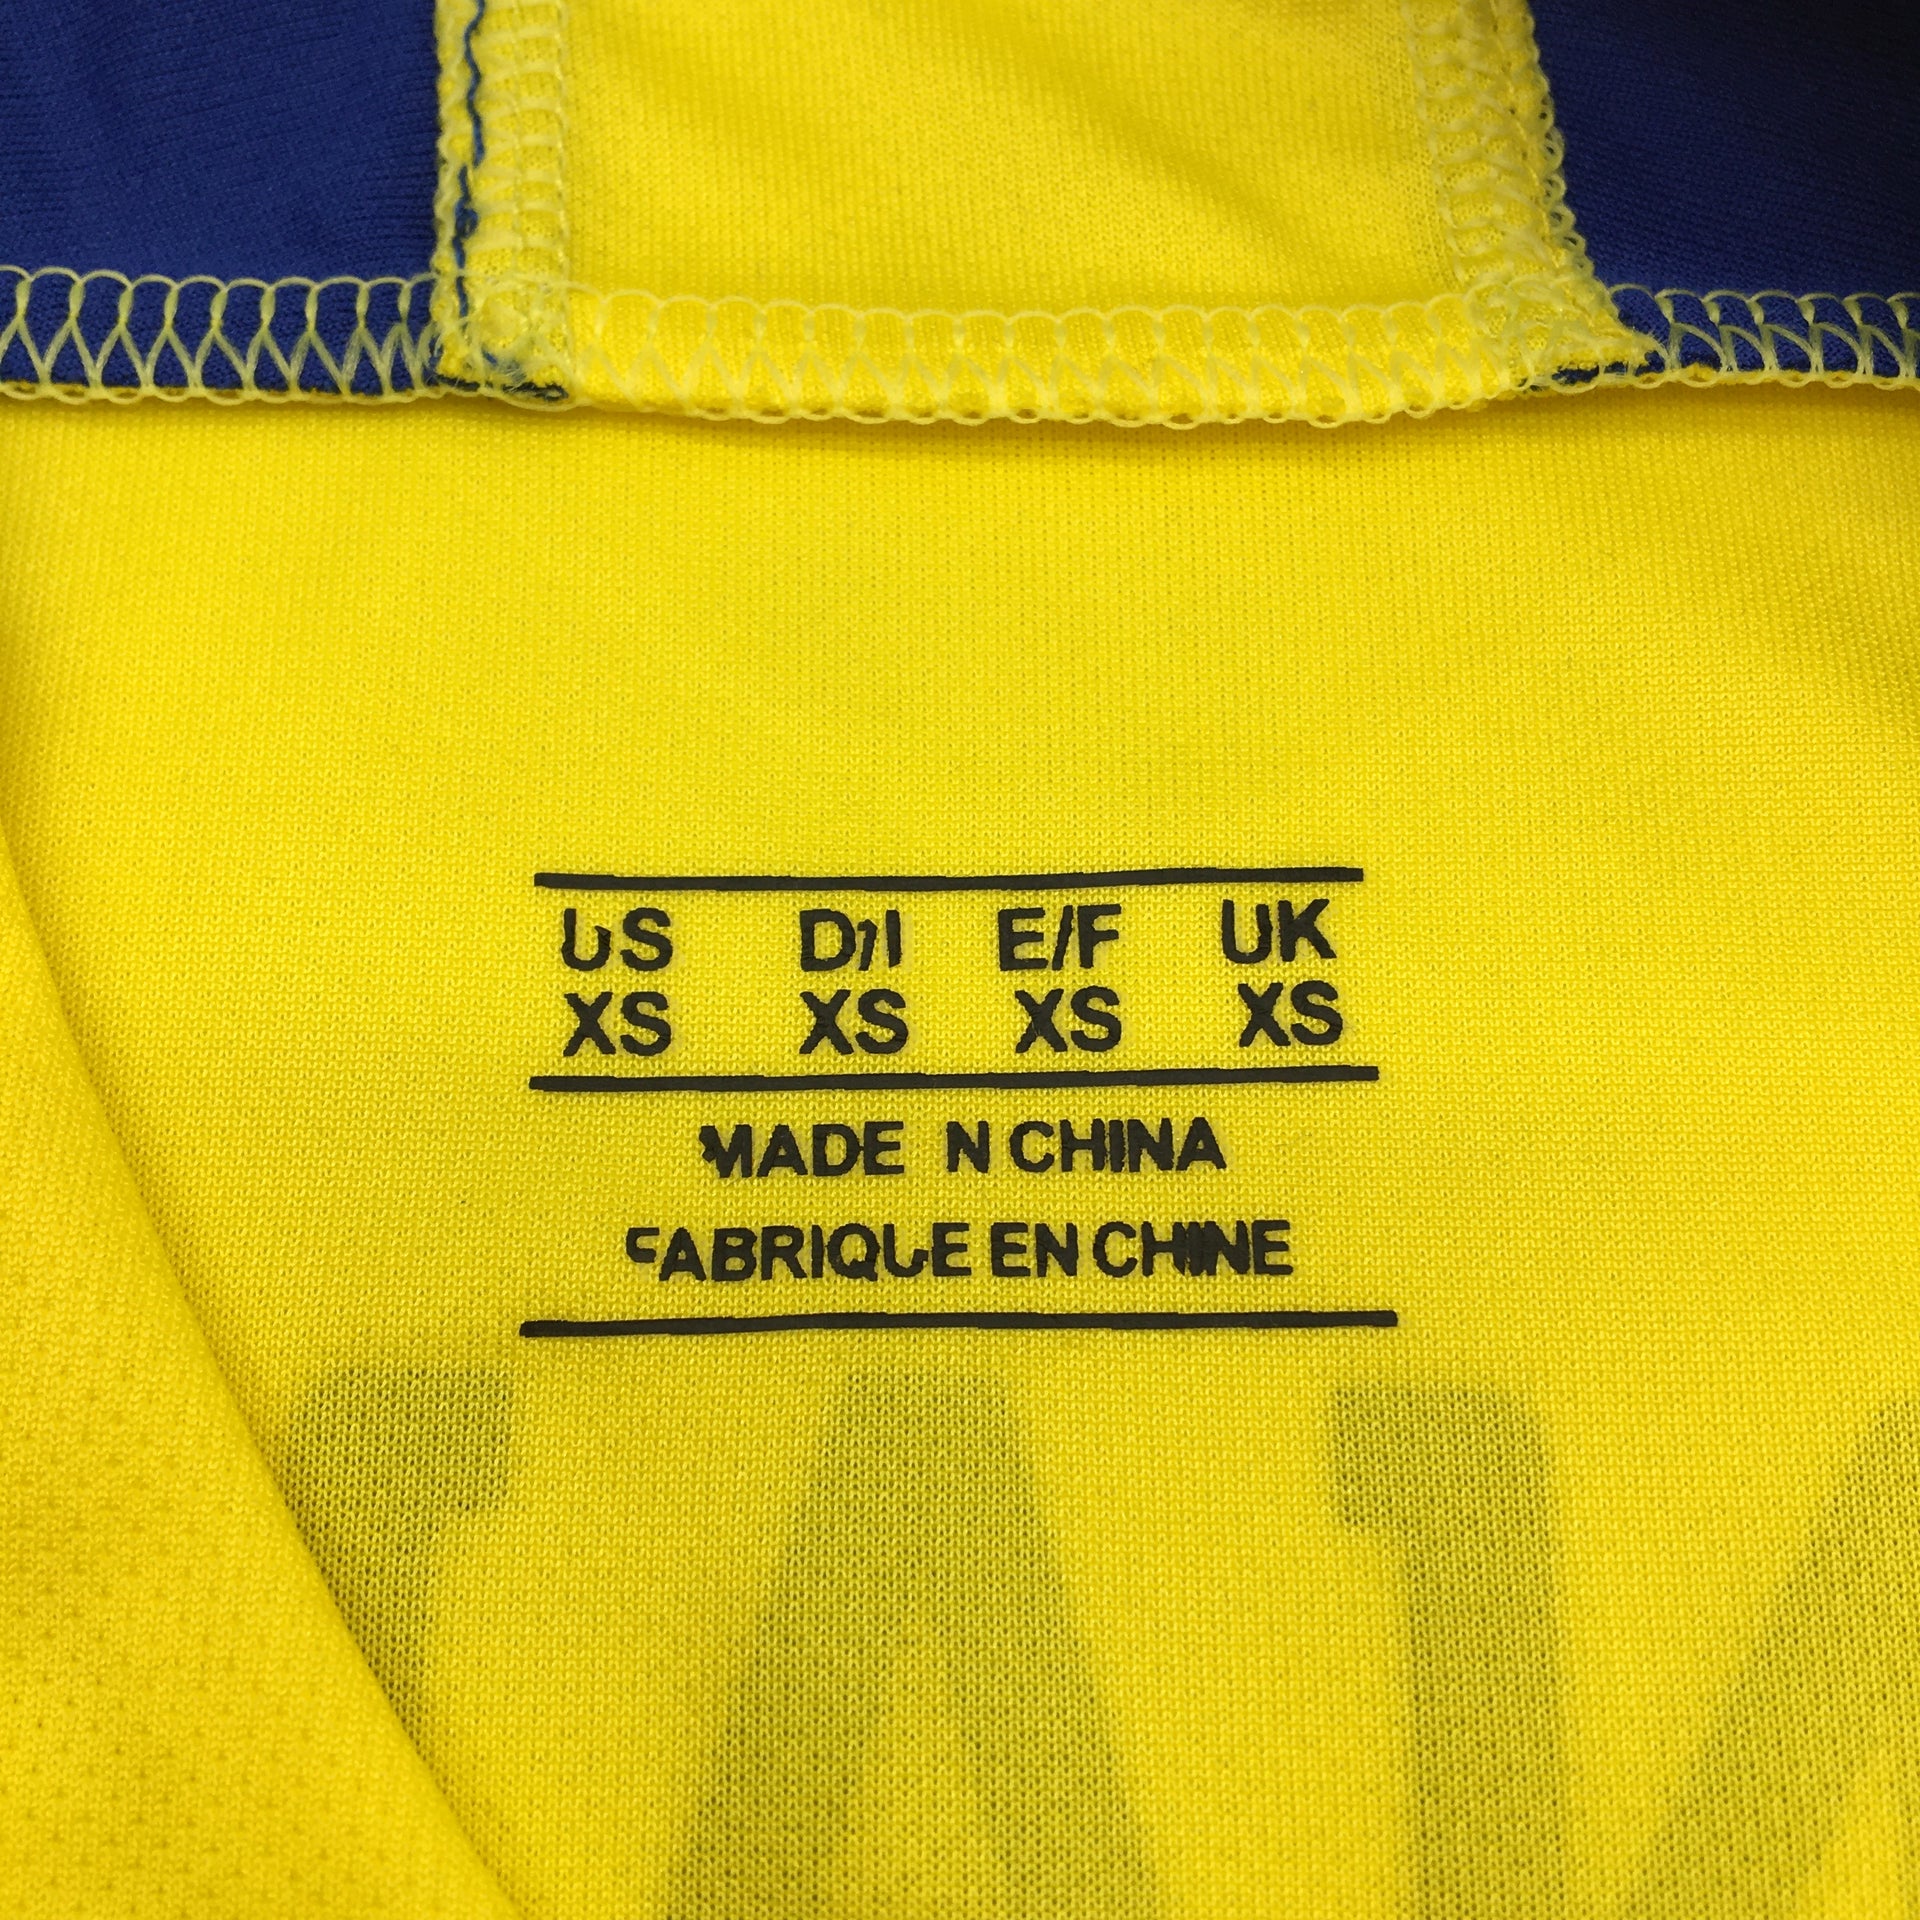 US D/I E/F UK
XS XS XS XS
MADE IN CHINA
FABRIQUE EN CHINE